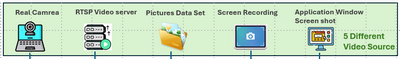 Real Camrea
RTSP Video server
Pictures Data Set
Screen Recording
Application Window
Screen shot
5 Different
Video Source